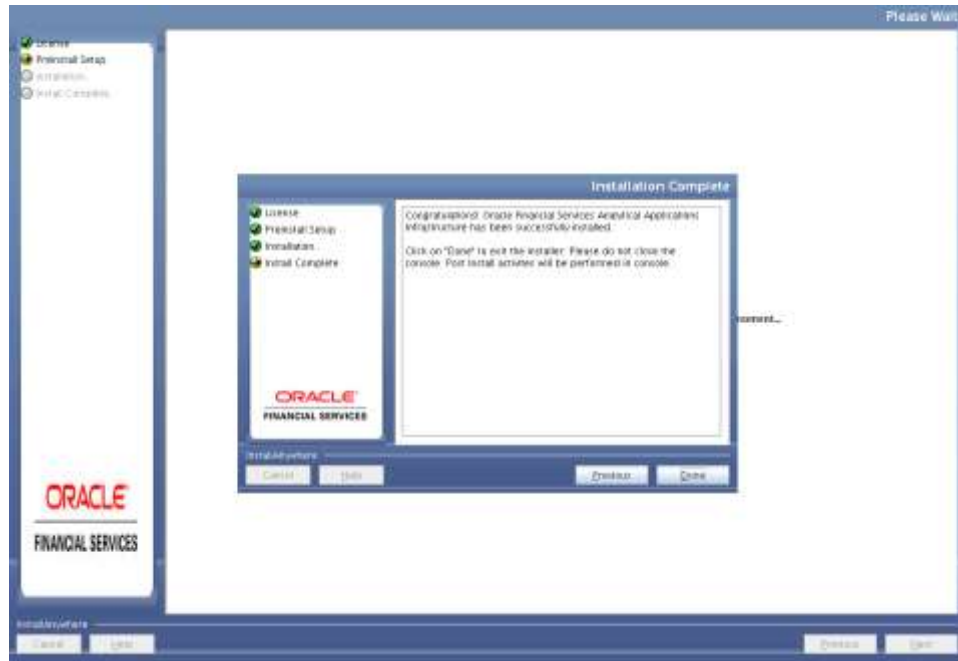 Please Wait
License
Preinstall Setup
Installation...
Install Complete
Installation Complete
License
Preinstall Setup
Installation...
Install Complete
Congratulations! Oracle Financial Services Analytical Applications
Infrastructure has been successfully installed.
Click on "Done" to exit the installer. Please do not close the
console. Post install activities will be performed in console.
ORACLE
FINANCIAL SERVICES
InstallAnywhere
Cancel
Help
Previous
Done
ORACLE
FINANCIAL SERVICES
InstallAnywhere
Cancel
Help
Previous